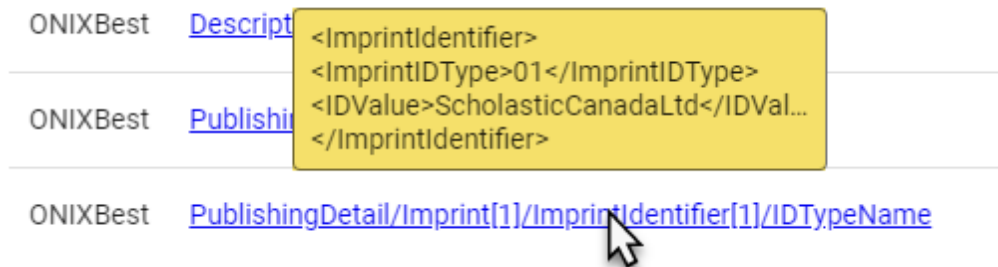 ONIXBest Descript
<ImprintIdentifier>
<ImprintIDType>01</ImprintIDType>
<IDValue>ScholasticCanadaLtd</IDVal...
</ImprintIdentifier>
ONIXBest Publishi
ONIXBest PublishingDetail/Imprint[1]/ImprintIdentifier[1]/IDTypeName